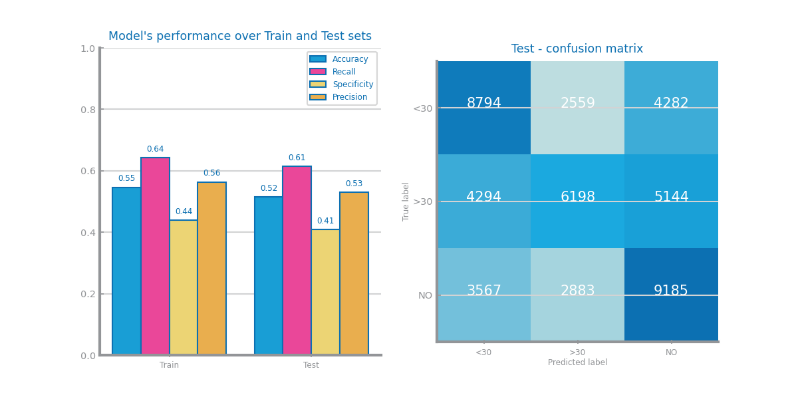 Model's performance over Train and Test sets
1.0
0.8
0.6
0.4
0.2
0.0
Accuracy
Recall
Specificity
Precision
0.55
0.64
0.44
0.56
0.52
0.61
0.41
0.53
Train
Test
Test - confusion matrix
True label
<30
>30
NO
8794 2559 4282
4294 6198 5144
3567 2883 9185
<30 >30 NO
Predicted label